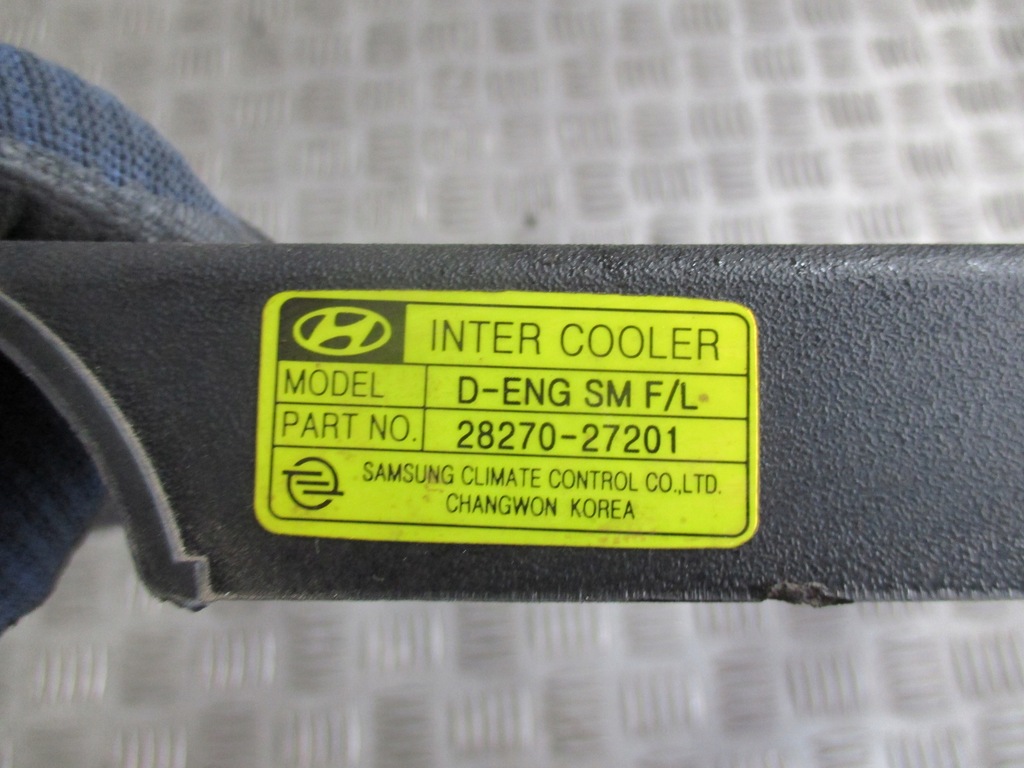 INTER COOLER
MODEL D-ENG SM F/L
PART NO. 28270-27201
SAMSUNG CLIMATE CONTROL CO.,LTD.
CHANGWON KOREA